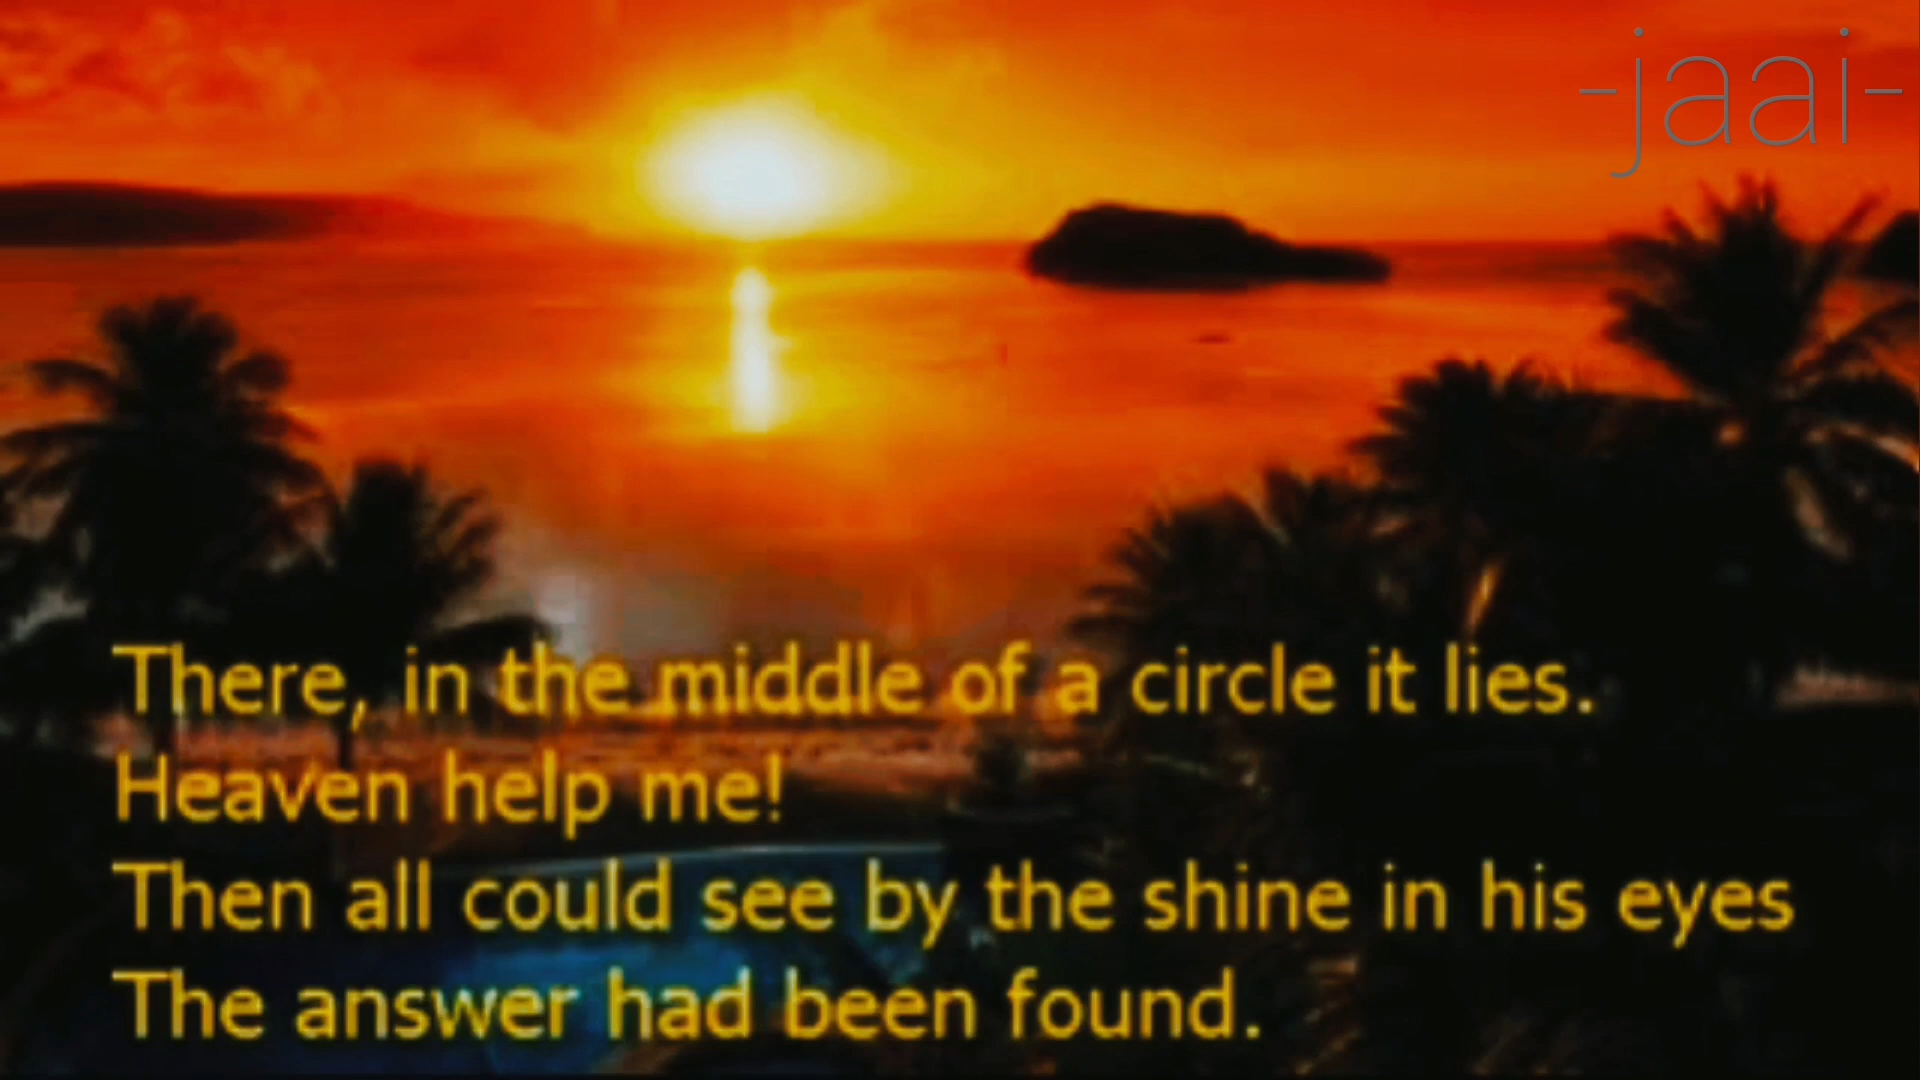 -jaai-
There, in the middle of a circle it lies.
Heaven help me!
Then all could see by the shine in his eyes
The answer had been found.